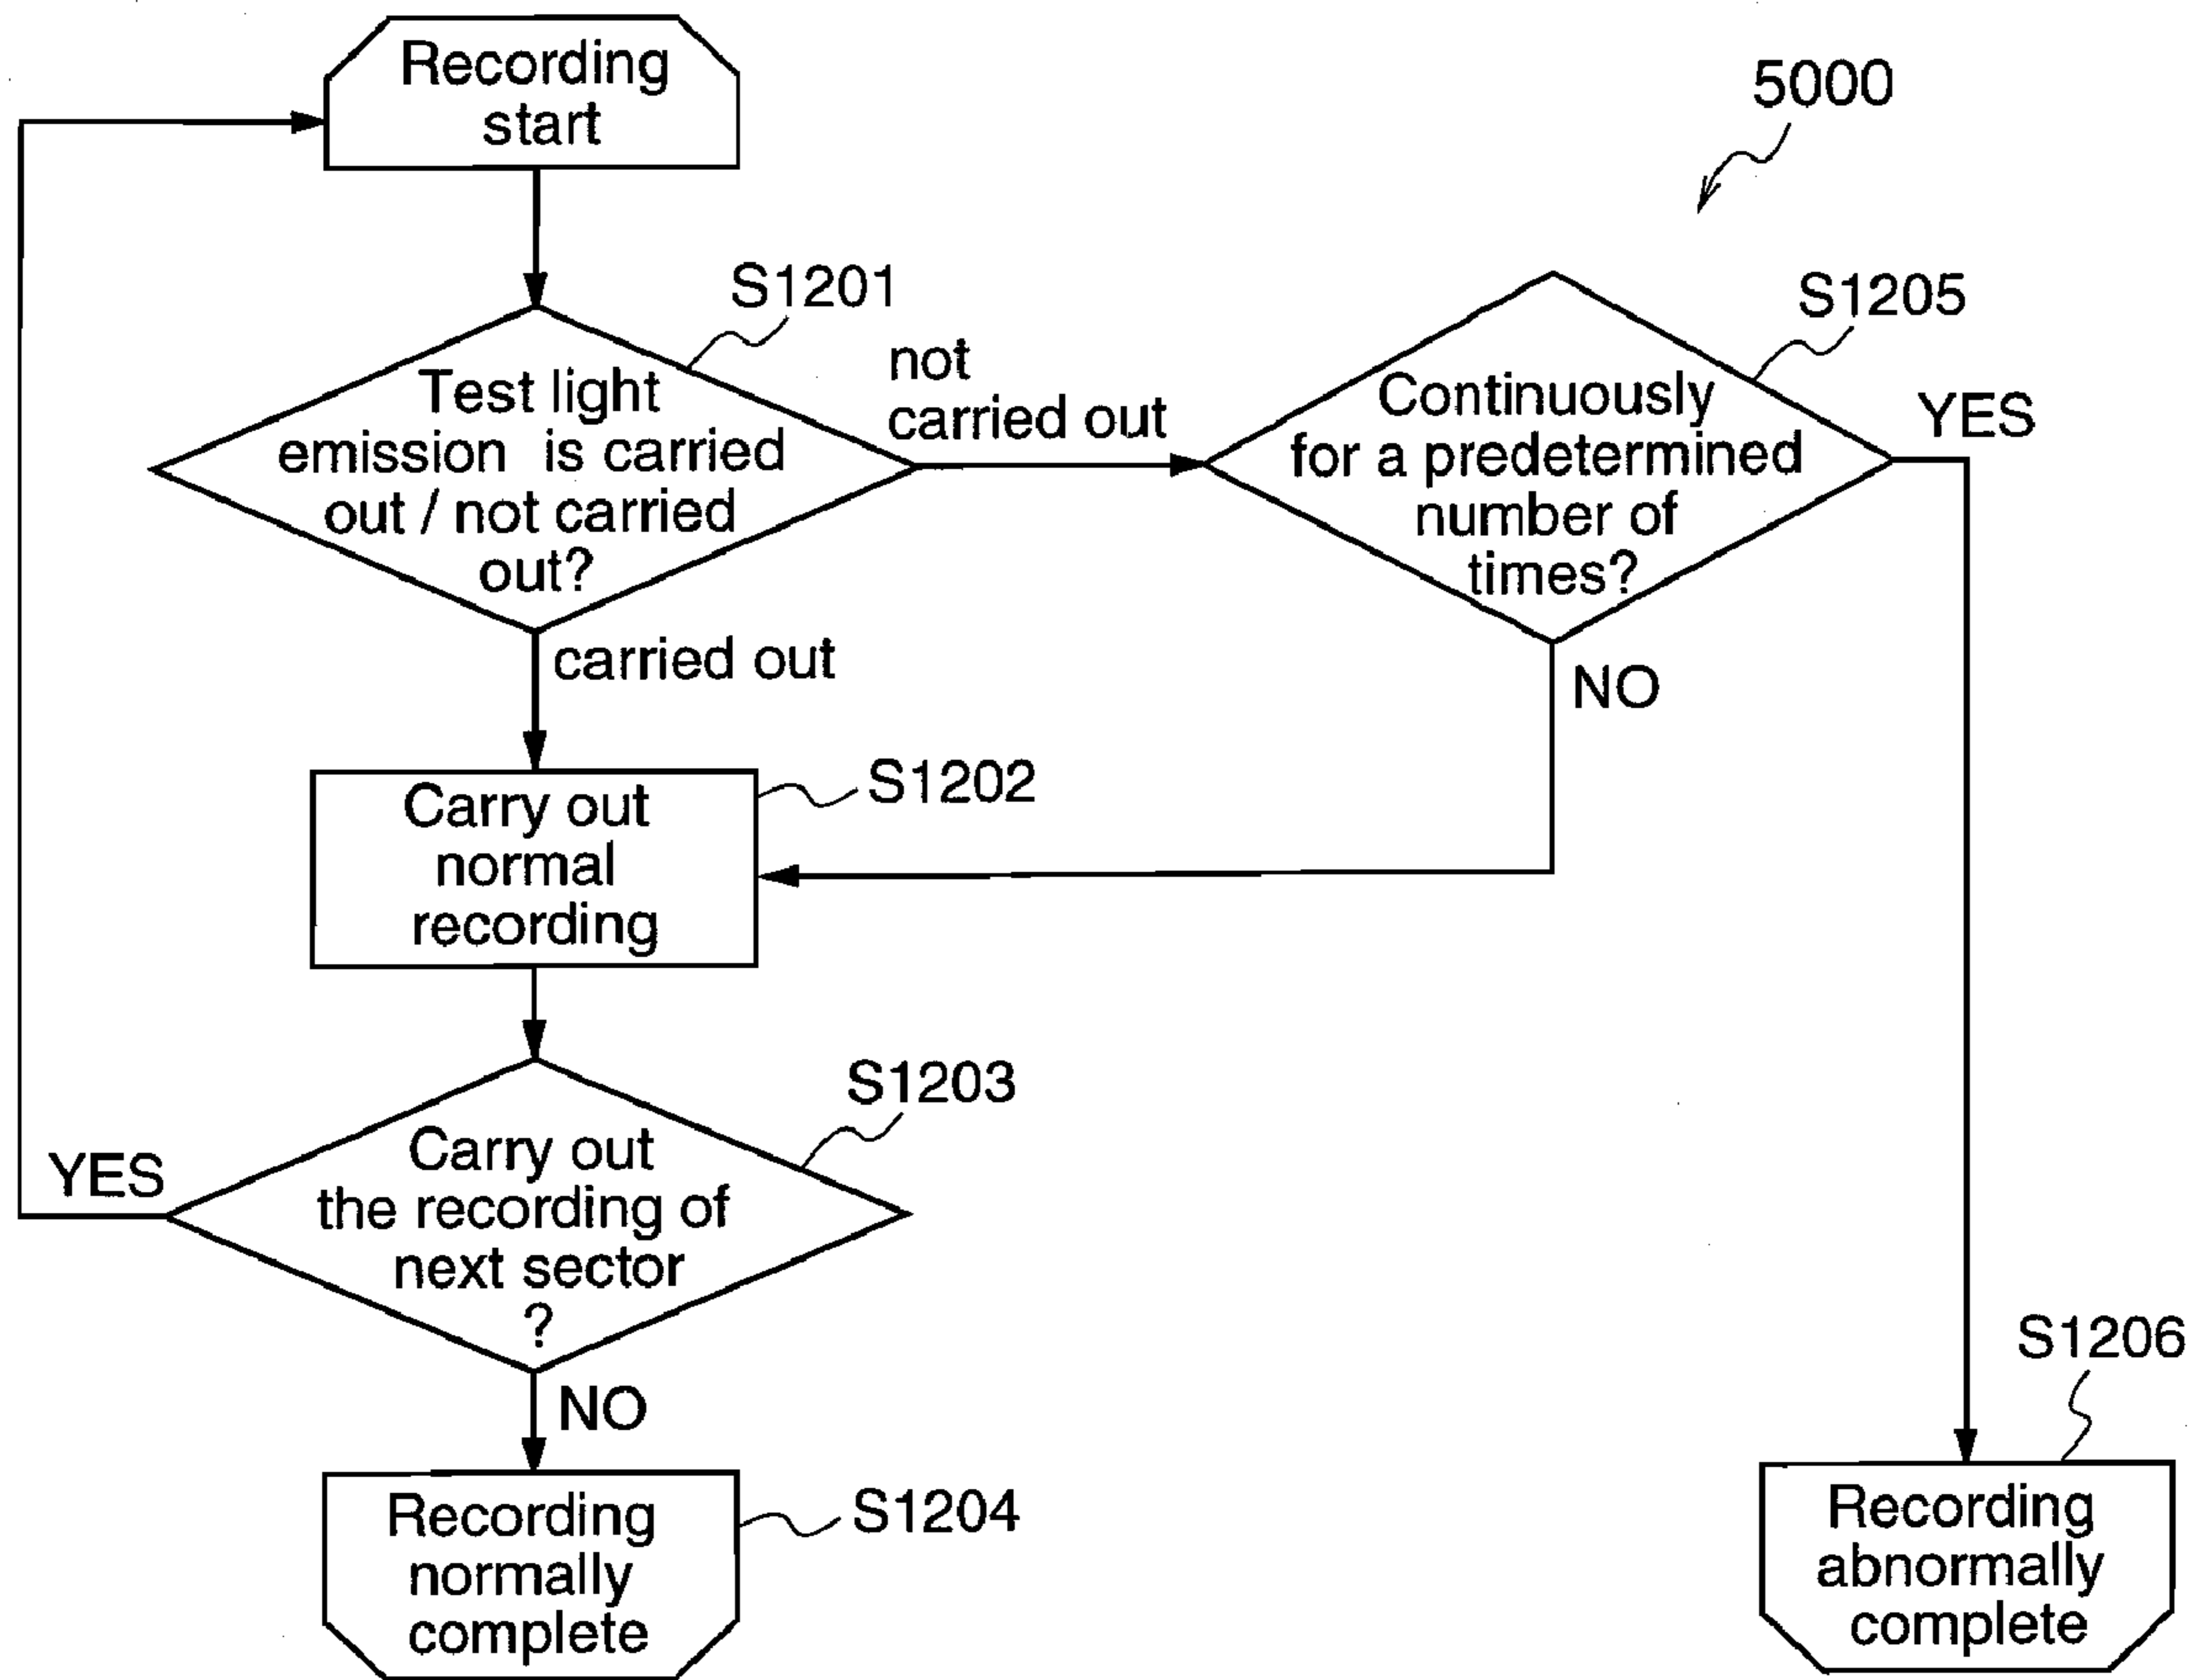 Recording
start
5000
S1201
Test light
emission is carried
out / not carried
out?
not
carried out
S1205
Continuously
for a predetermined
number of
times?
YES
carried out
NO
S1202
Carry out
normal
recording
S1203
Carry out
the recording of
next sector
?
YES
NO
S1204
Recording
normally
complete
S1206
Recording
abnormally
complete